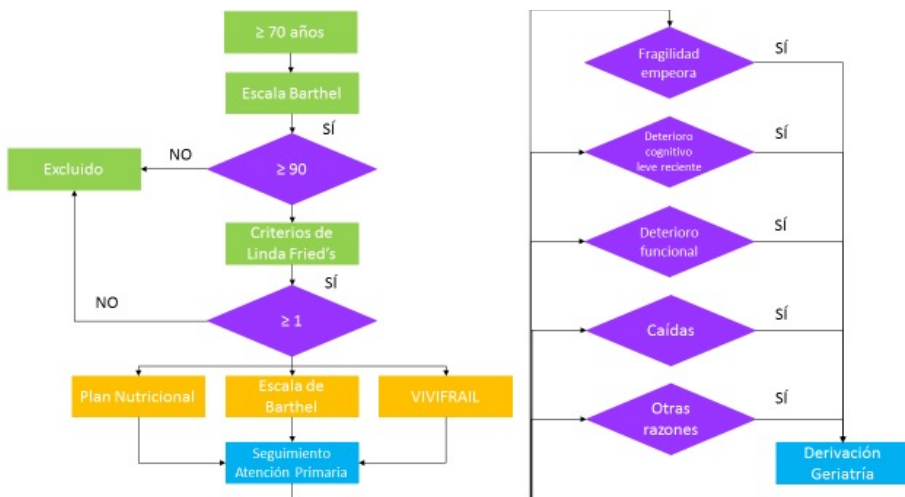 ≥ 70 años
Escala Barthel
SÍ
NO
≥ 90
Excluido
Criterios de
Linda Fried's
SÍ
NO
≥ 1
Plan Nutricional
Escala de
Barthel
VIVIFRAIL
Seguimiento
Atención Primaria
Fragilidad
empeora
SÍ
Deterioro
cognitivo
leve reciente
SÍ
Deterioro
funcional
SÍ
Caídas
SÍ
Otras
razones
SÍ
Derivación
Geriatría